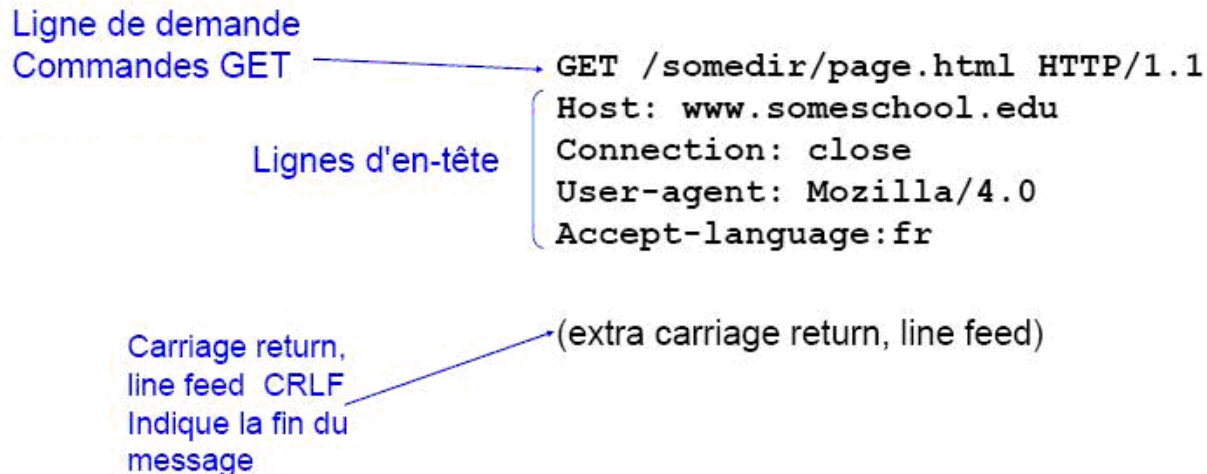 Ligne de demande
Commandes GET
GET /somedir/page.html HTTP/1.1
Host: www.someschool.edu
Connection: close
User-agent: Mozilla/4.0
Accept-language:fr
Lignes d'en-tête
(extra carriage return, line feed)
Carriage return,
line feed CRLF
Indique la fin du
message